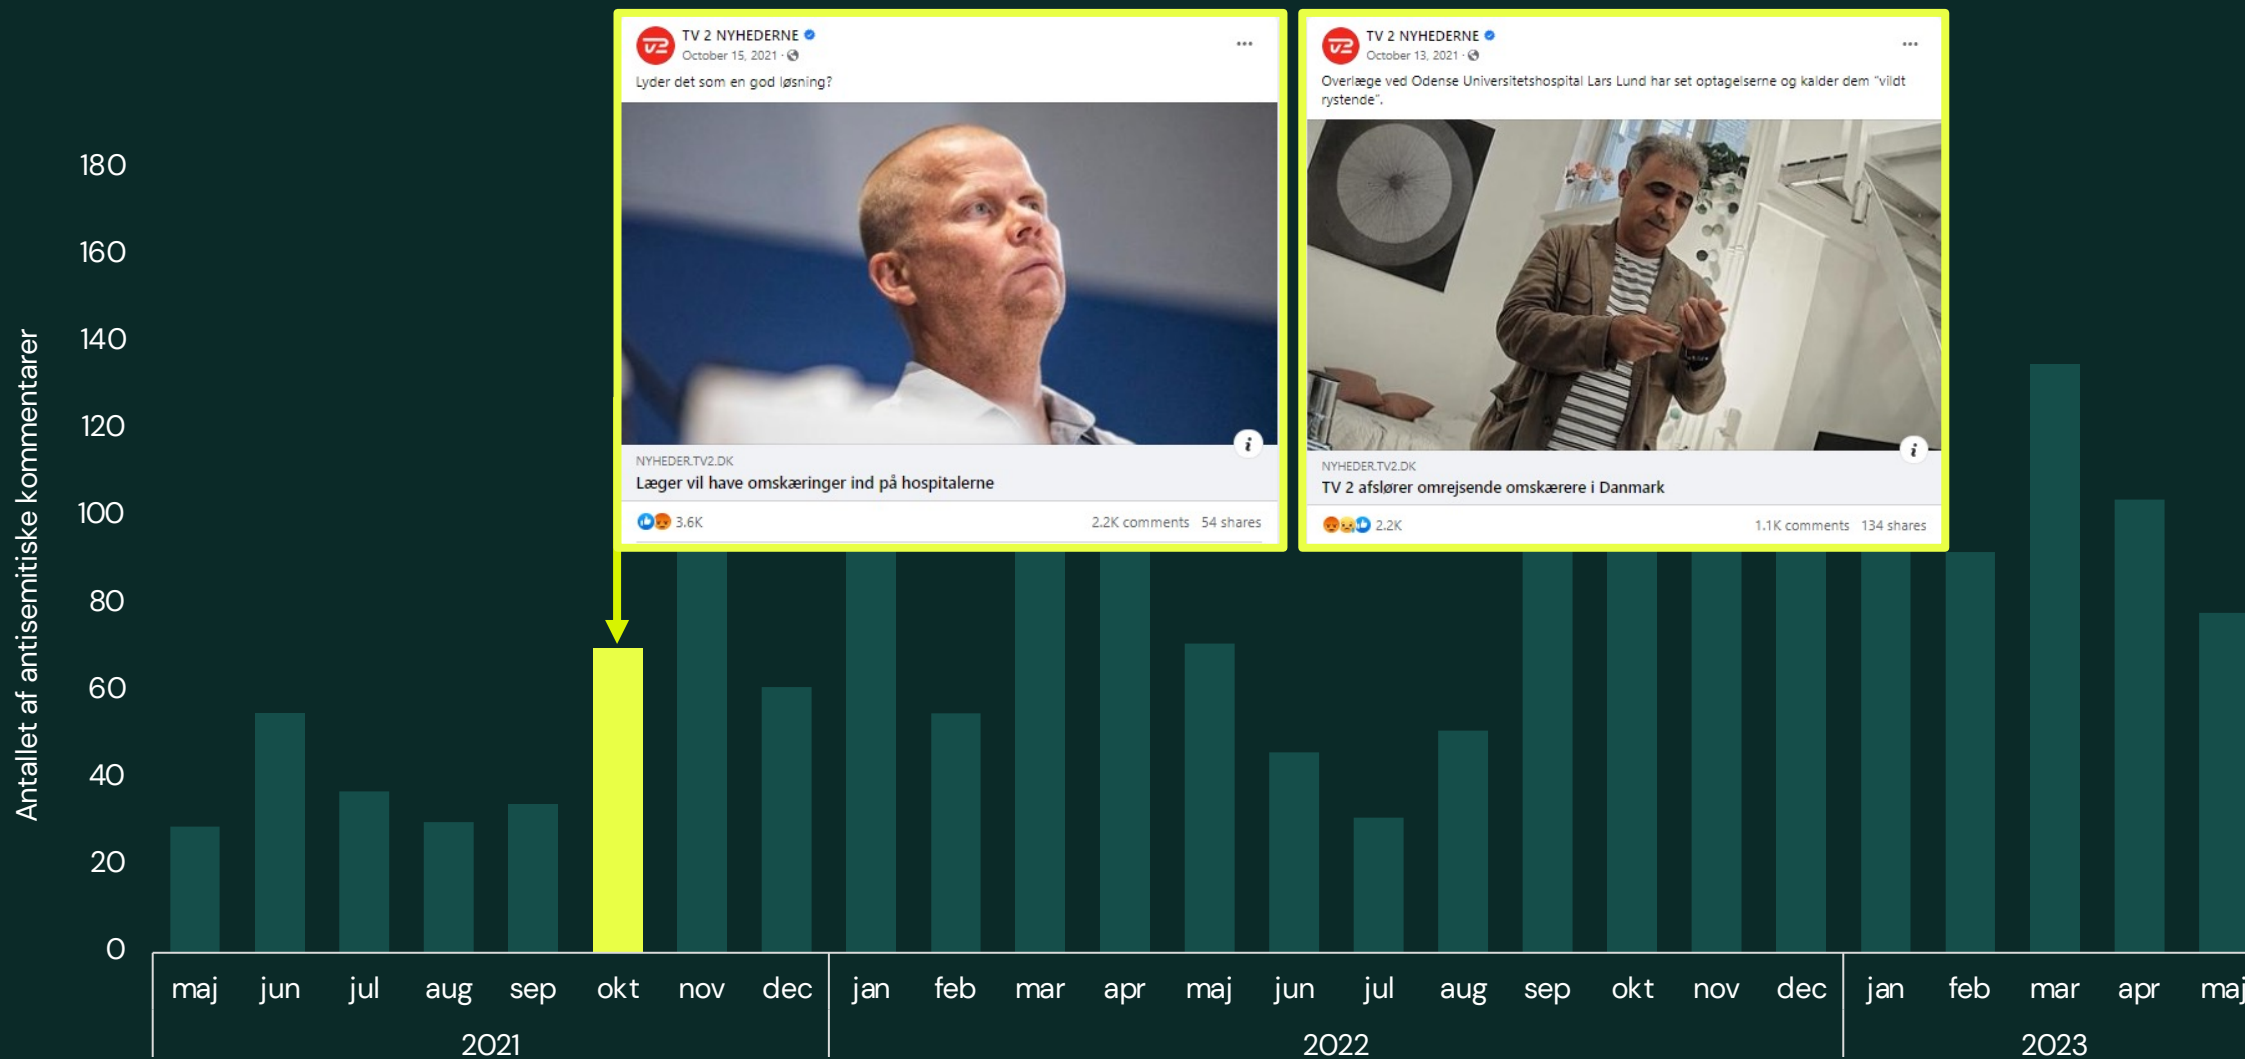 TV 2 NYHEDERNE
October 15, 2021 ·
Lyder det som en god løsning?
NYHEDER.TV2.DK
Læger vil have omskæringer ind på hospitalerne
3.6K 2.2K comments 54 shares
TV 2 NYHEDERNE
October 13, 2021 ·
Overlæge ved Odense Universitetshospital Lars Lund har set optagelserne og kalder dem "vildt
rystende".
NYHEDER.TV2.DK
TV 2 afslører omrejsende omskærere i Danmark
2.2K 1.1K comments 134 shares
Antallet af antisemitiske kommentarer
180
160
140
120
100
80
60
40
20
0
maj jun jul aug sep okt nov dec jan feb mar apr maj jun jul aug sep okt nov dec jan feb mar apr maj
2021 2022 2023